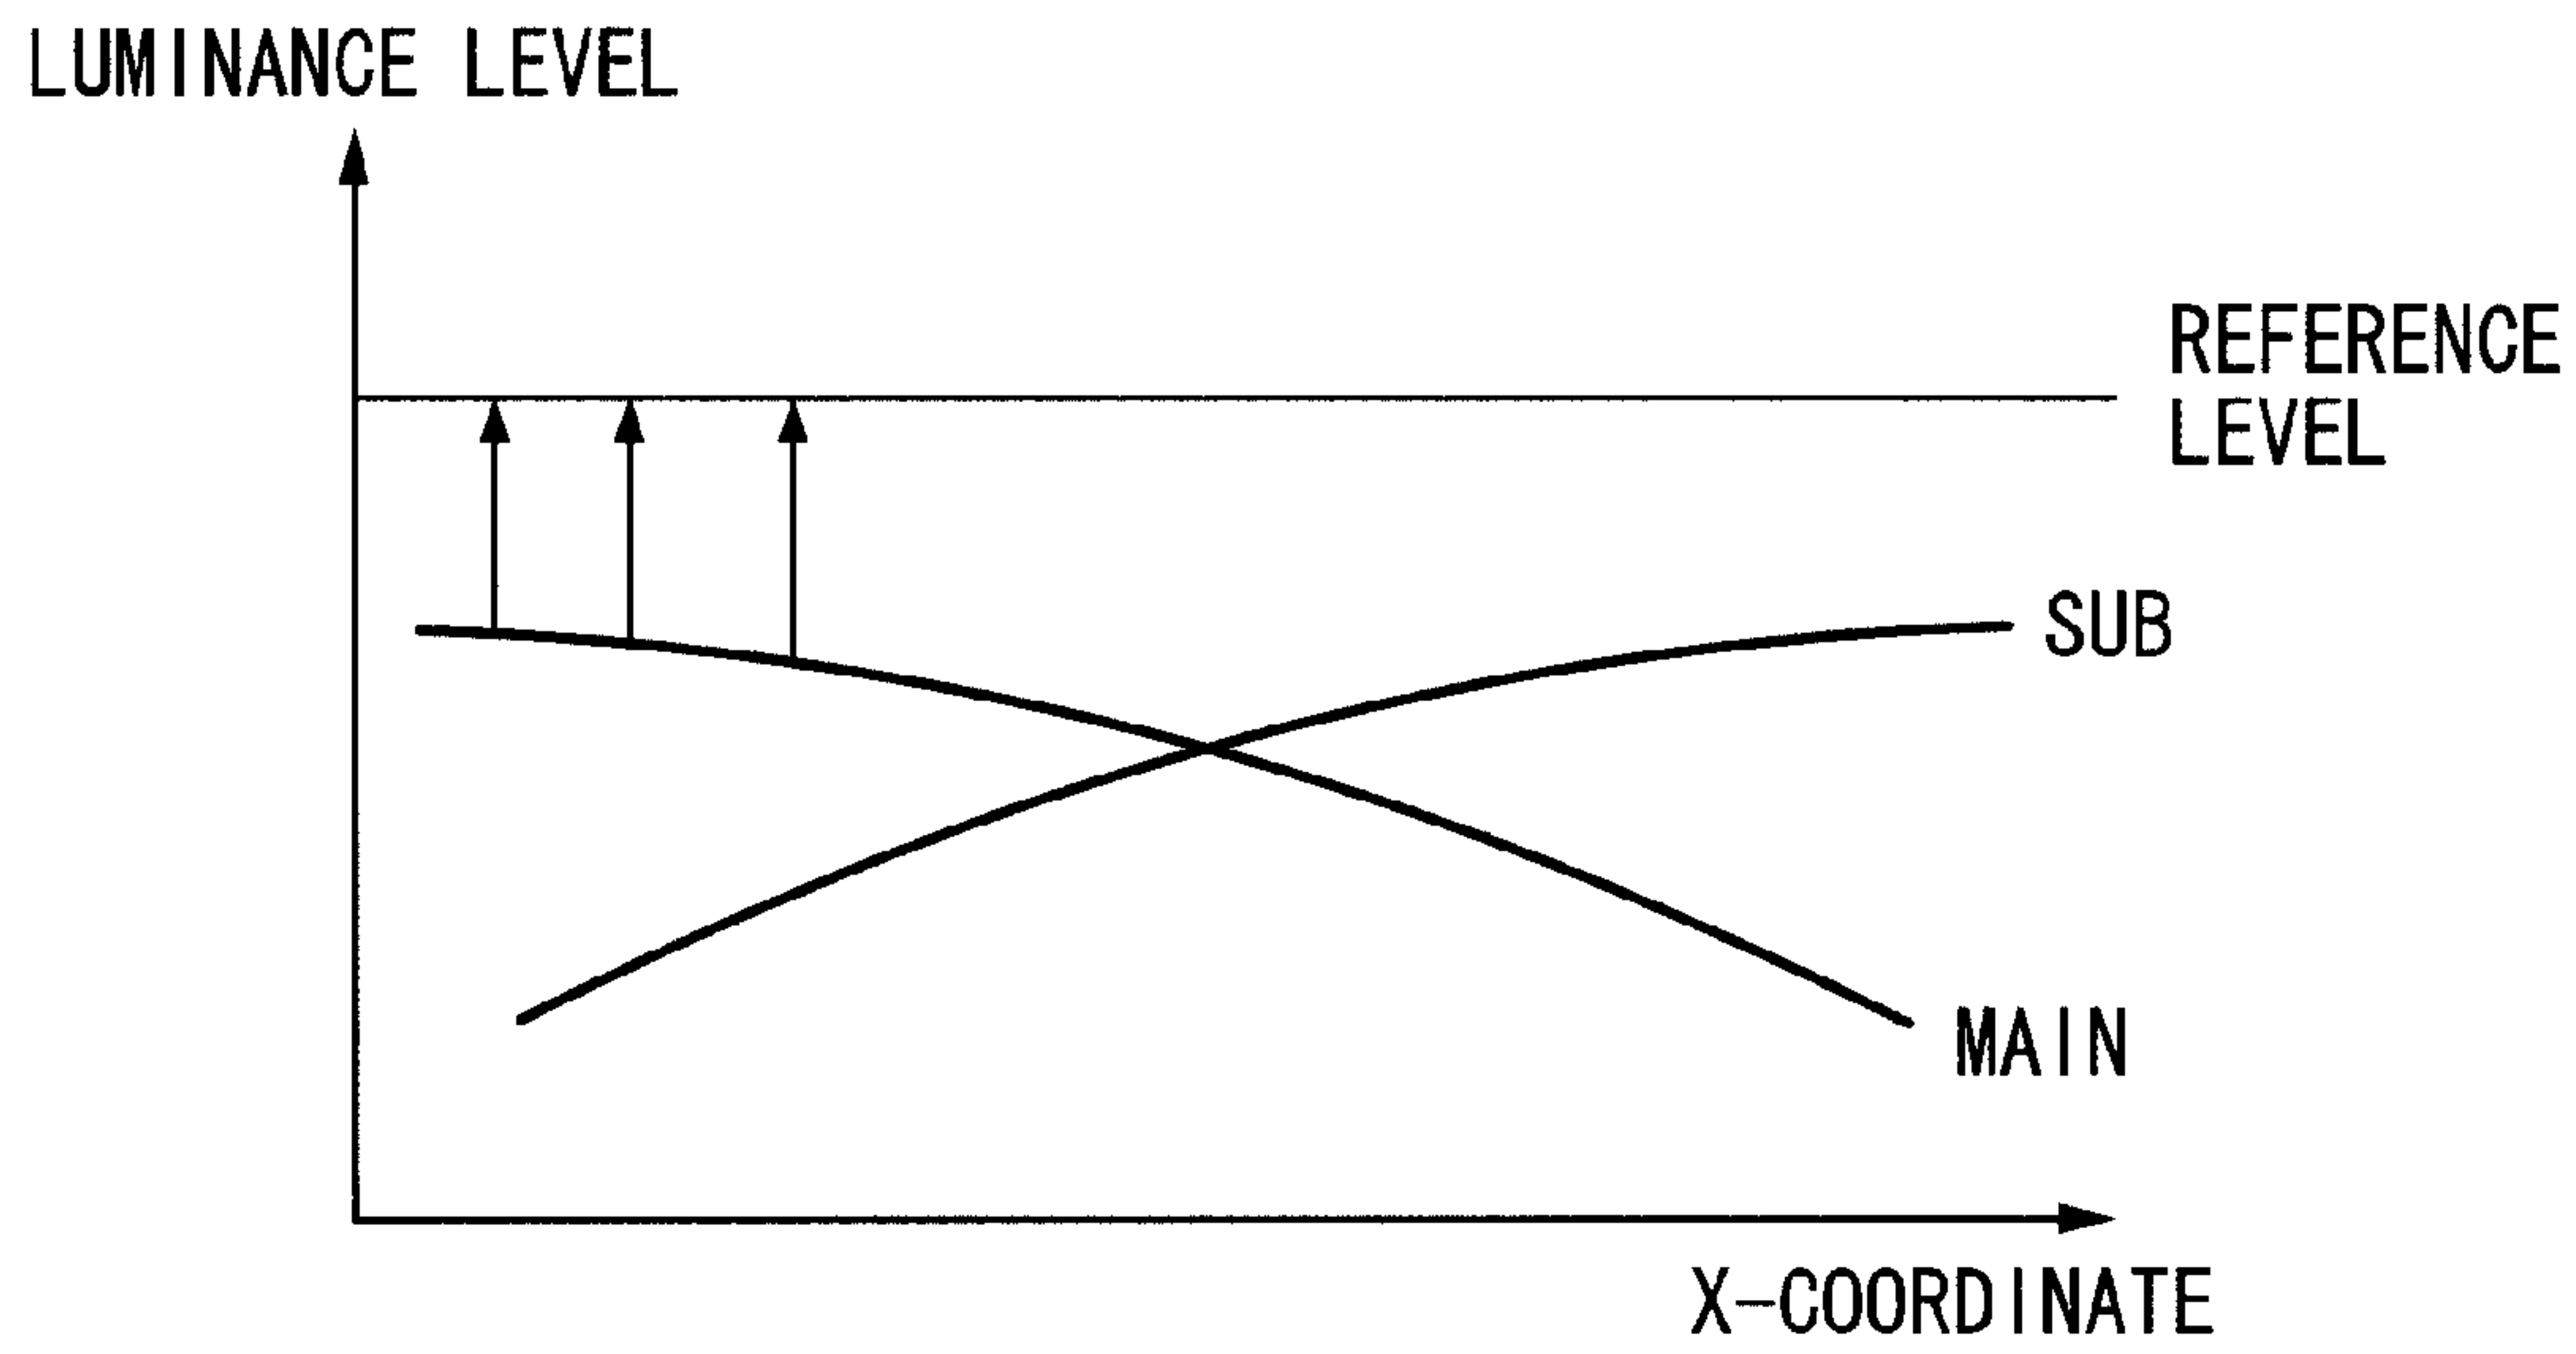 LUMINANCE LEVEL
REFERENCE
LEVEL
SUB
MAIN
X-COORDINATE